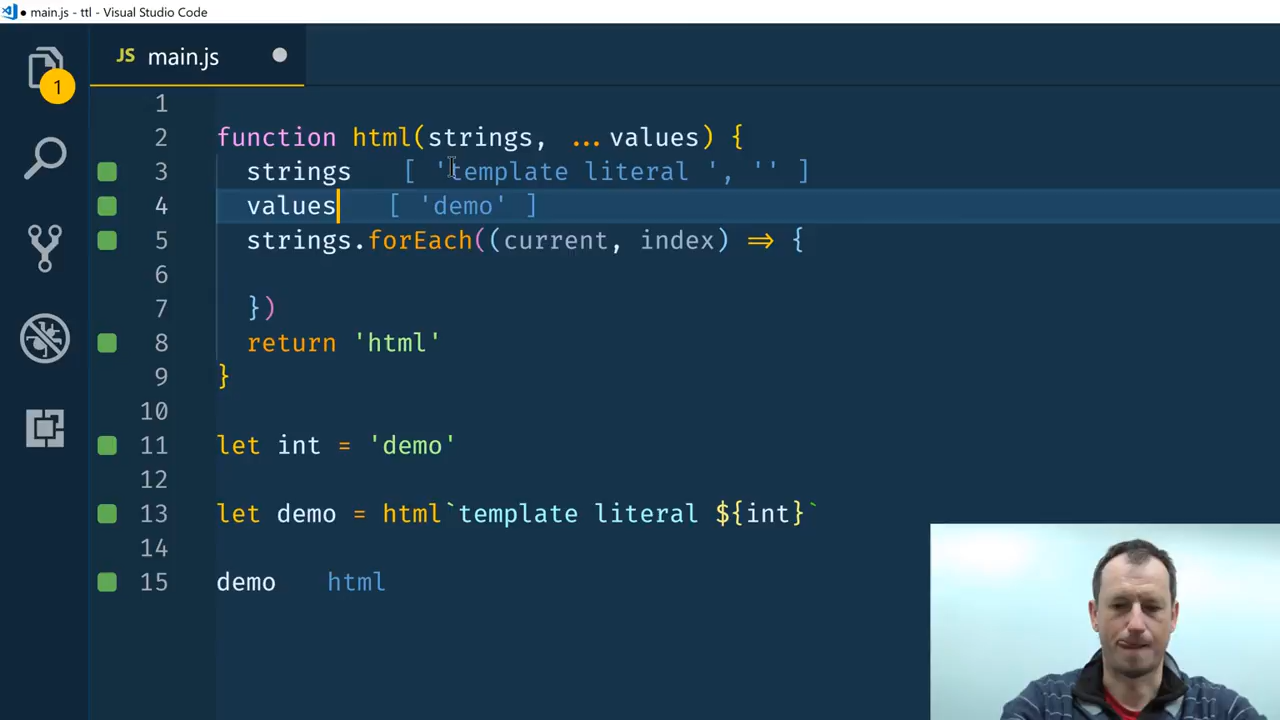 main.js - ttl - Visual Studio Code
JS main.js
1
1
2 function html(strings, ...values) {
3 strings [ 'template literal ', '' ]
4 values [ 'demo' ]
5 strings.forEach((current, index) => {
6
7 })
8 return 'html'
9 }
10
11 let int = 'demo'
12
13 let demo = html`template literal ${int}`
14
15 demo html